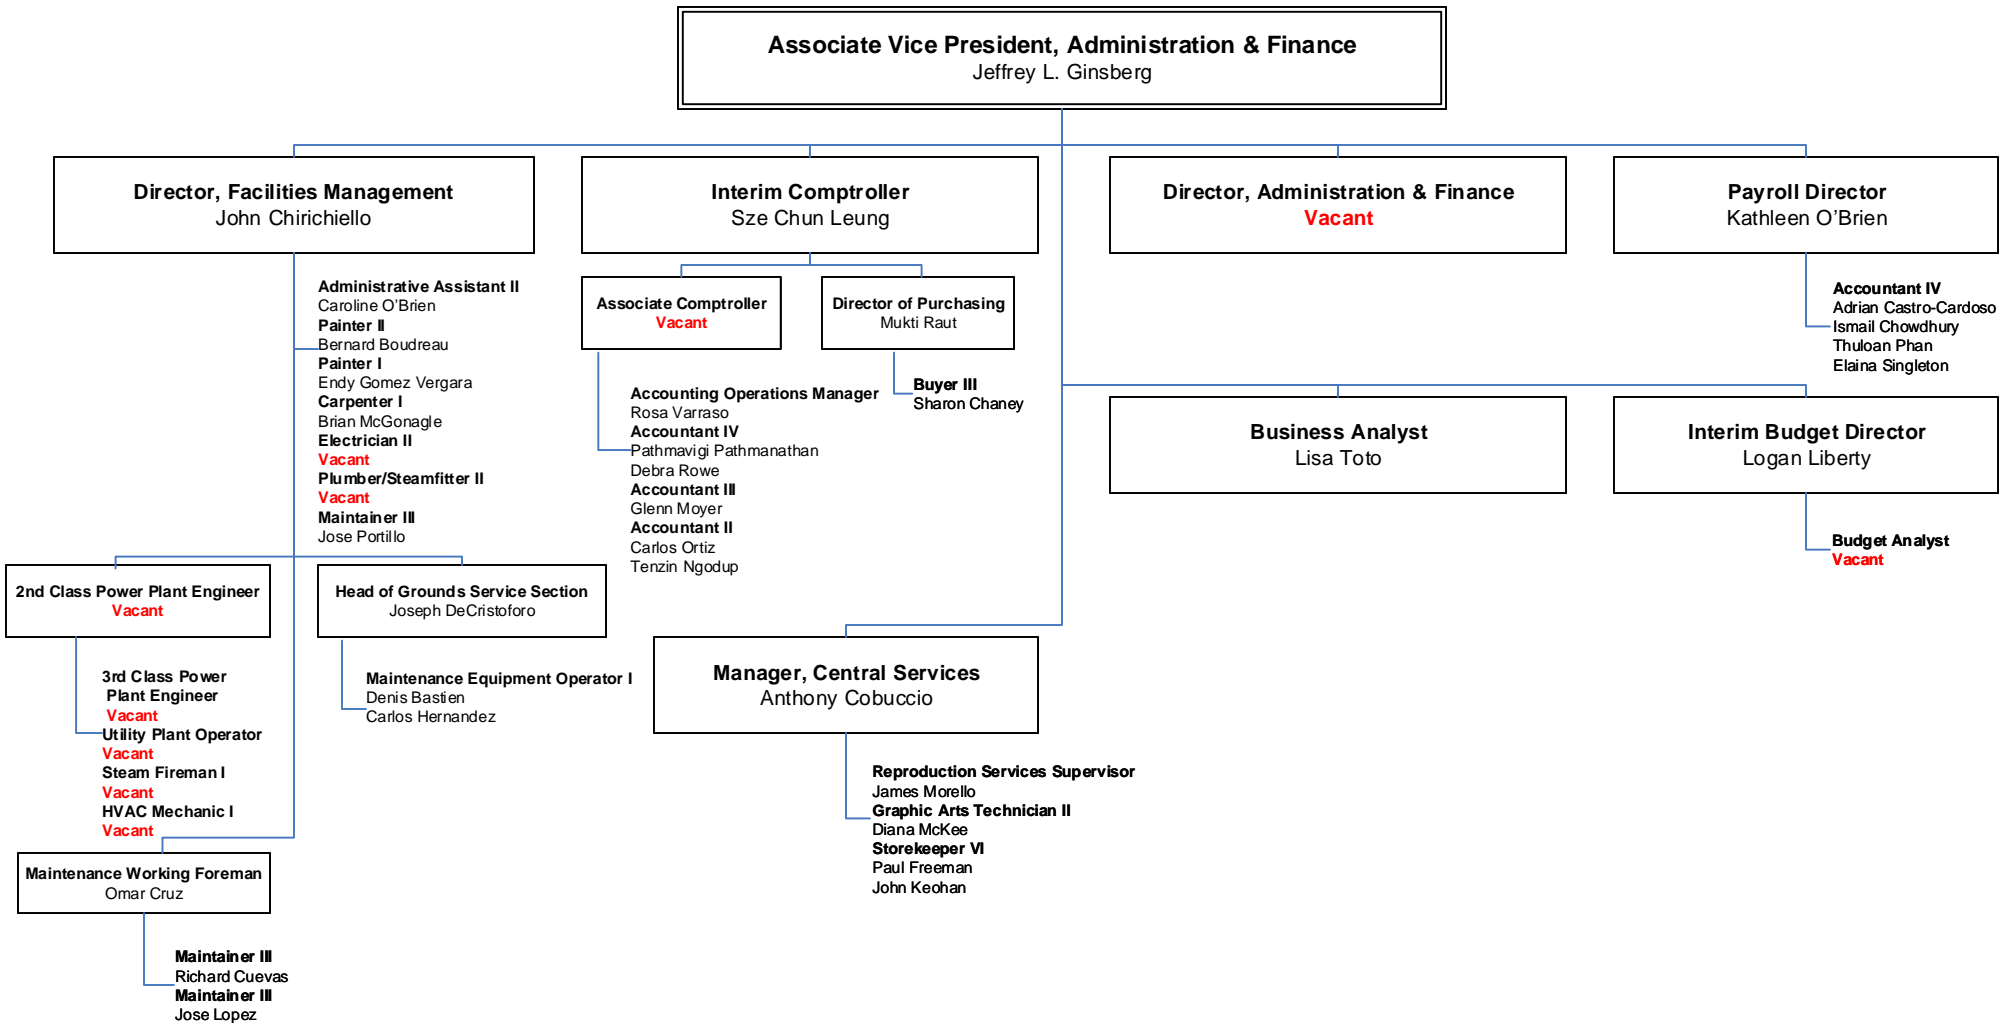 Associate Vice President, Administration & Finance
Jeffrey L. Ginsberg
Director, Facilities Management
John Chirichiello
Interim Comptroller
Sze Chun Leung
Director, Administration & Finance
Vacant
Payroll Director
Kathleen O’Brien
Administrative Assistant II
Caroline O’Brien
Painter II
Bernard Boudreau
Painter I
Endy Gomez Vergara
Carpenter I
Brian McGonagle
Electrician II
Vacant
Plumber/Steamfitter II
Vacant
Maintainer III
Jose Portillo
Associate Comptroller
Vacant
Director of Purchasing
Mukti Raut
Accountant IV
Adrian Castro-Cardoso
Ismail Chowdhury
Thuloan Phan
Elaina Singleton
Accounting Operations Manager
Rosa Varraso
Accountant IV
Pathmavigi Pathmanathan
Debra Rowe
Accountant III
Glenn Moyer
Accountant II
Carlos Ortiz
Tenzin Ngodup
Buyer III
Sharon Chaney
Business Analyst
Lisa Toto
Interim Budget Director
Logan Liberty
Budget Analyst
Vacant
2nd Class Power Plant Engineer
Vacant
Head of Grounds Service Section
Joseph DeCristoforo
3rd Class Power
Plant Engineer
Vacant
Utility Plant Operator
Vacant
Steam Fireman I
Vacant
HVAC Mechanic I
Vacant
Maintenance Equipment Operator I
Denis Bastien
Carlos Hernandez
Manager, Central Services
Anthony Cobuccio
Reproduction Services Supervisor
James Morello
Graphic Arts Technician II
Diana McKee
Storekeeper VI
Paul Freeman
John Keohan
Maintenance Working Foreman
Omar Cruz
Maintainer III
Richard Cuevas
Maintainer III
Jose Lopez